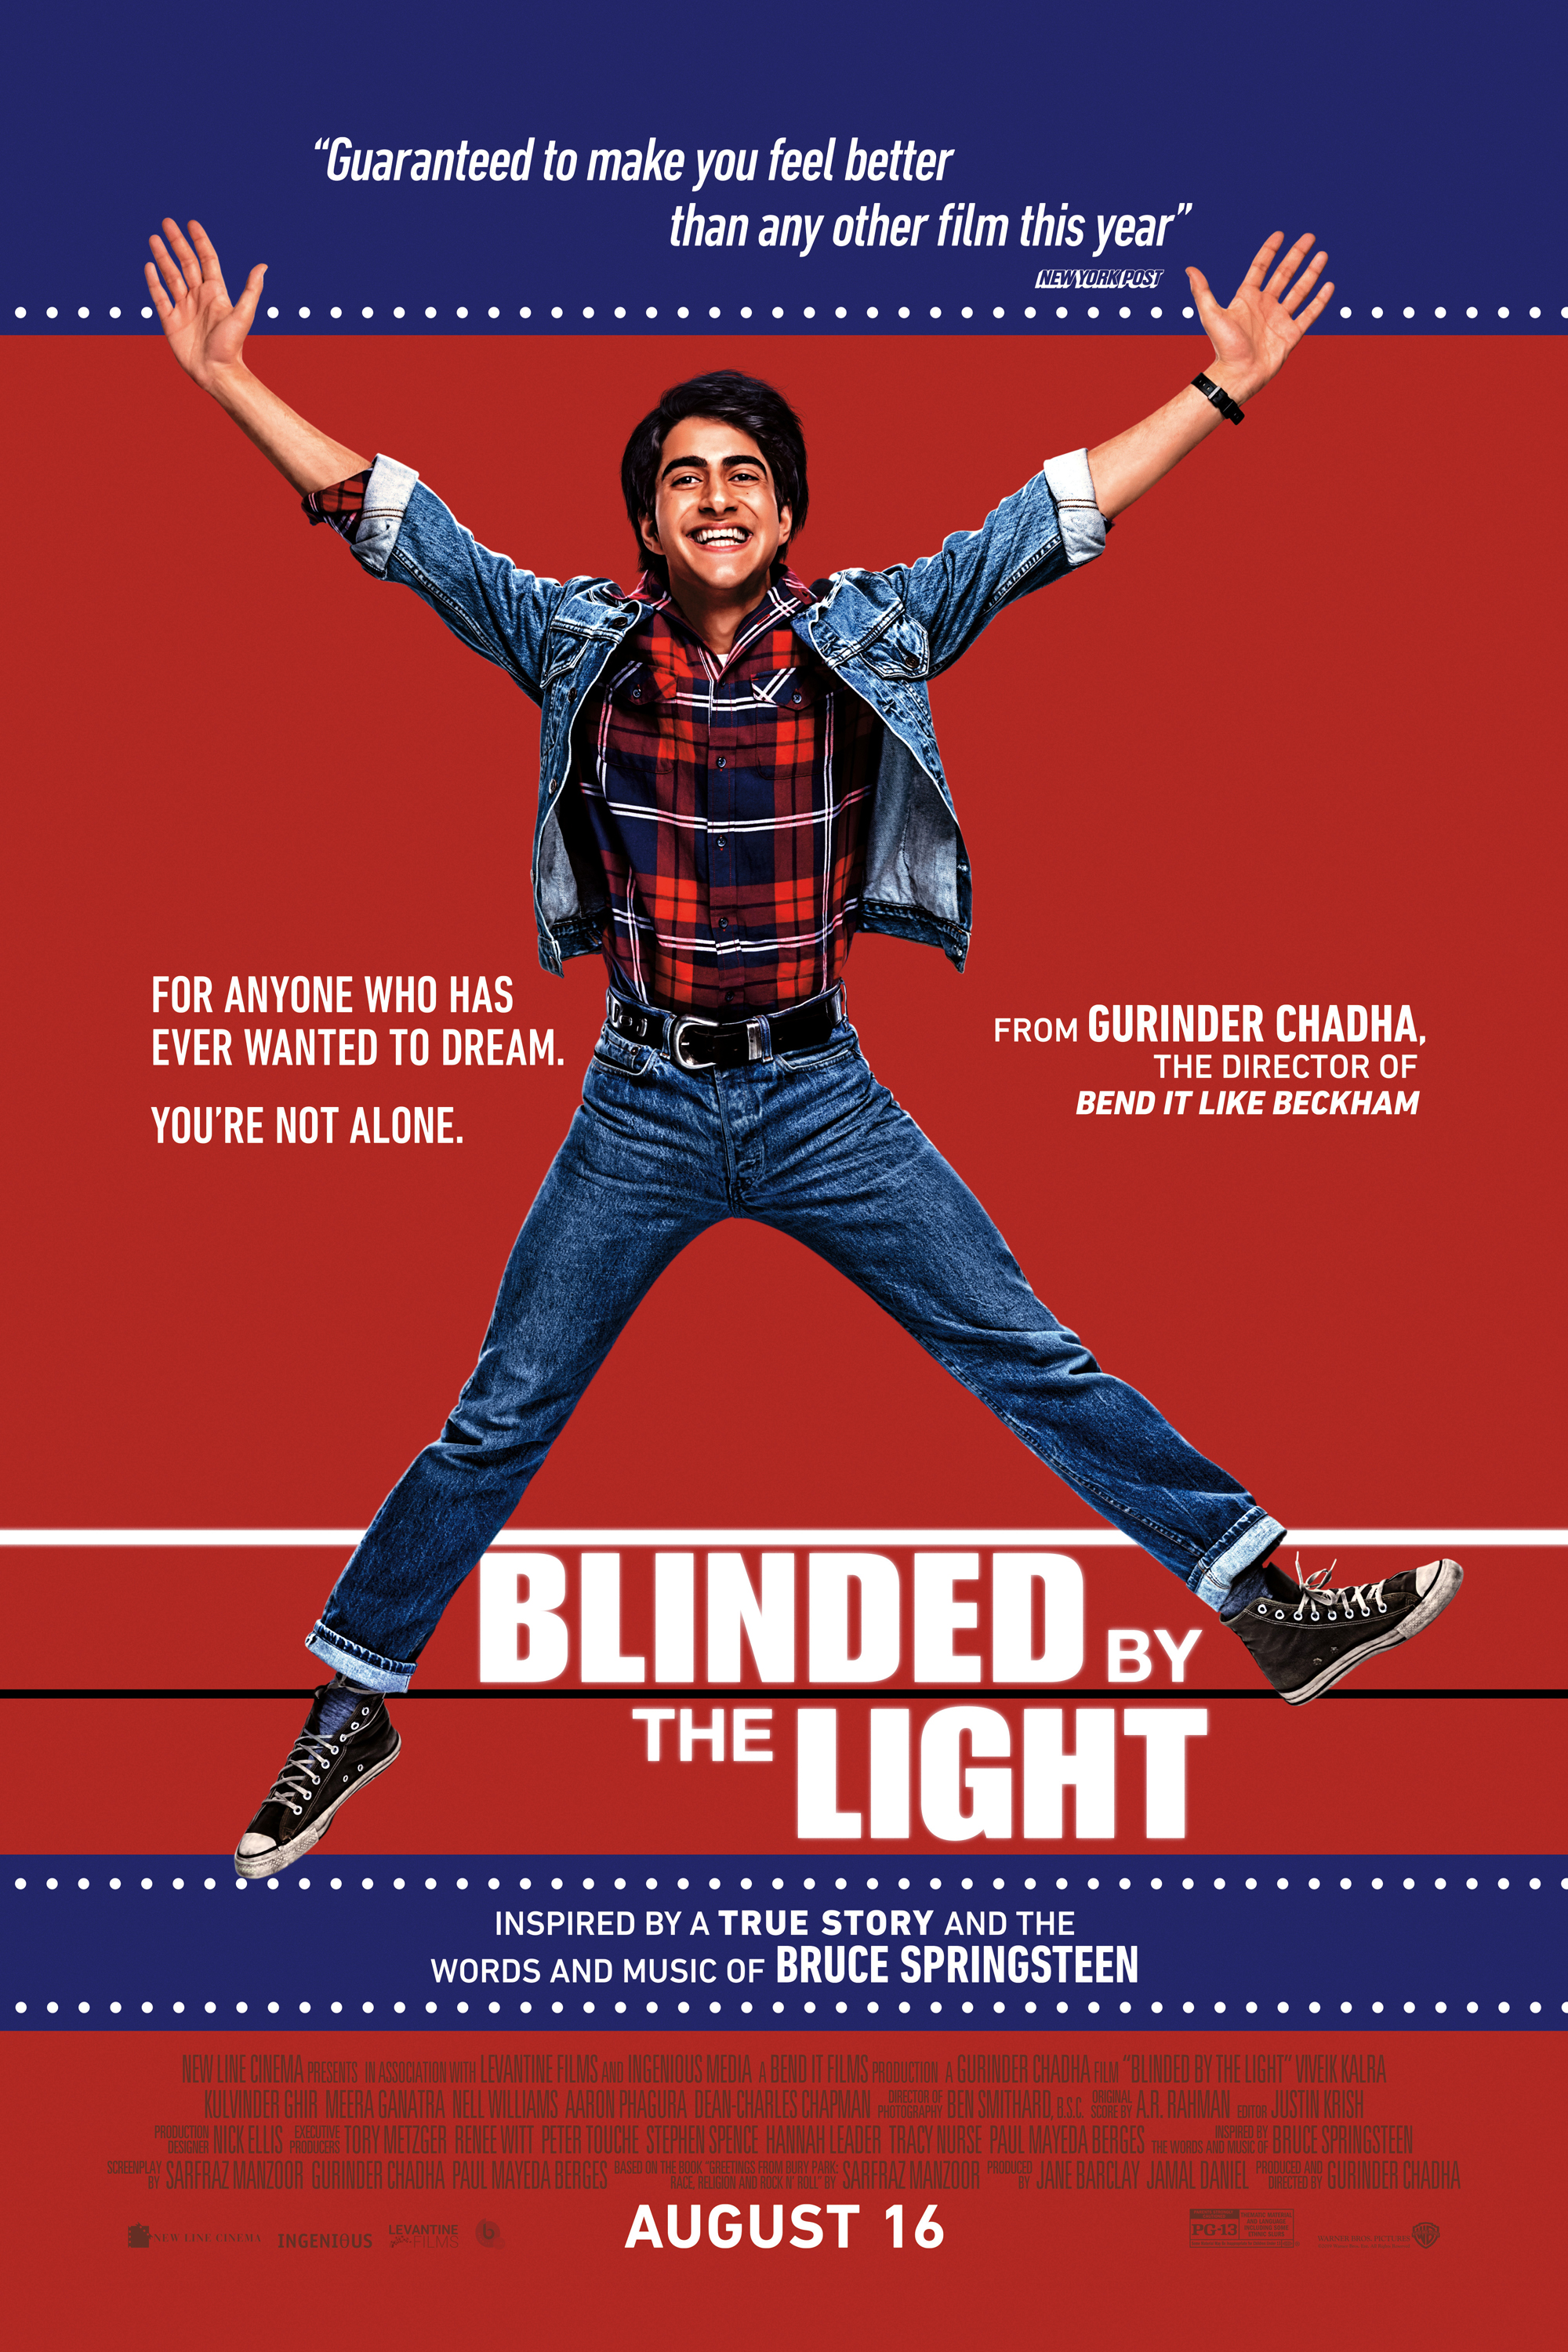 “Guaranteed to make you feel better
than any other film this year”
NEW YORK POST
FOR ANYONE WHO HAS
EVER WANTED TO DREAM.
YOU’RE NOT ALONE.
FROM GURINDER CHADHA,
THE DIRECTOR OF
BEND IT LIKE BECKHAM
BLINDED BY
THE LIGHT
INSPIRED BY A TRUE STORY AND THE
WORDS AND MUSIC OF BRUCE SPRINGSTEEN
NEW LINE CINEMA PRESENTS IN ASSOCIATION WITH LEVANTINE FILMS AND INGENIOUS MEDIA A BEND IT FILMS PRODUCTION A GURINDER CHADHA FILM “BLINDED BY THE LIGHT” VIVEIK KALRA
KULVINDER GHIR MEERA GANATRA NELL WILLIAMS AARON PHAGURA DEAN-CHARLES CHAPMAN DIRECTOR OF PHOTOGRAPHY BEN SMITHARD, B.S.C. ORIGINAL SCORE BY A.R. RAHMAN EDITOR JUSTIN KRISH
PRODUCTION DESIGNER NICK ELLIS EXECUTIVE PRODUCERS TORY METZGER RENEE WITT PETER TOUCHE STEPHEN SPENCE HANNAH LEADER TRACY NURSE PAUL MAYEDA BERGES INSPIRED BY THE WORDS AND MUSIC OF BRUCE SPRINGSTEEN
SCREENPLAY BY SARFRAZ MANZOOR GURINDER CHADHA PAUL MAYEDA BERGES BASED ON THE BOOK “GREETINGS FROM BURY PARK: RACE, RELIGION AND ROCK N’ ROLL” BY SARFRAZ MANZOOR PRODUCED BY JANE BARCLAY JAMAL DANIEL PRODUCED AND DIRECTED BY GURINDER CHADHA
AUGUST 16
NEW LINE CINEMA INGENIOUS LEVANTINE FILMS b
PG-13
WARNER BROS. PICTURES